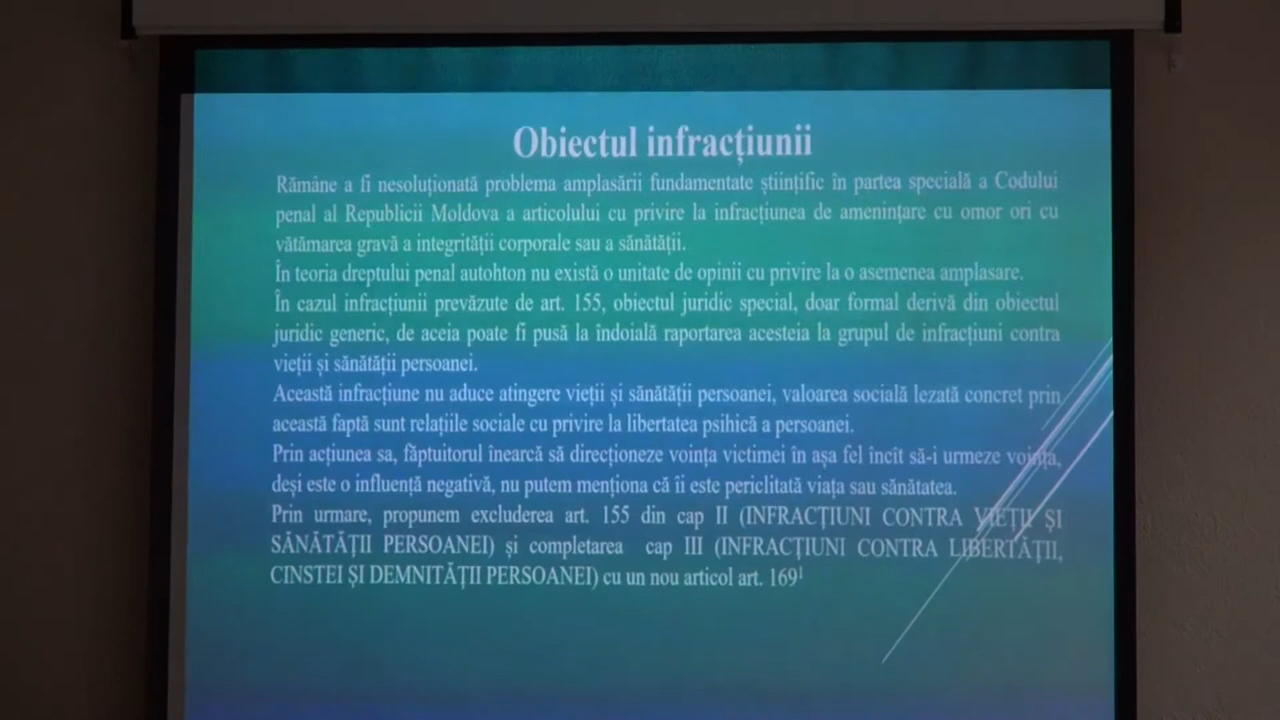 Obiectul infracțiunii
Rămâne a fi nesoluționată problema amplasării fundamentate științific în partea specială a Codului
penal al Republicii Moldova a articolului cu privire la infracțiunea de amenințare cu omor ori cu
vătămarea gravă a integrității corporale sau a sănătății.
În teoria dreptului penal autohton nu există o unitate de opinii cu privire la o asemenea amplasare.
În cazul infracțiunii prevăzute de art. 155, obiectul juridic special, doar formal derivă din obiectul
juridic generic, de aceia poate fi pusă la îndoială raportarea acesteia la grupul de infracțiuni contra
vieții și sănătății persoanei.
Această infracțiune nu aduce atingere vieții și sănătății persoanei, valoarea socială lezată concret prin
această faptă sunt relațiile sociale cu privire la libertatea psihică a persoanei.
Prin acțiunea sa, făptuitorul înearcă să direcționeze voința victimei în așa fel încît să-i urmeze voința,
deși este o influență negativă, nu putem menționa că îi este periclitată viața sau sănătatea.
Prin urmare, propunem excluderea art. 155 din cap II (INFRACȚIUNI CONTRA VIEȚII ȘI
SĂNĂTĂȚII PERSOANEI) și completarea cap III (INFRACȚIUNI CONTRA LIBERTĂȚII,
CINSTEI ȘI DEMNITĂȚII PERSOANEI) cu un nou articol art. 169¹